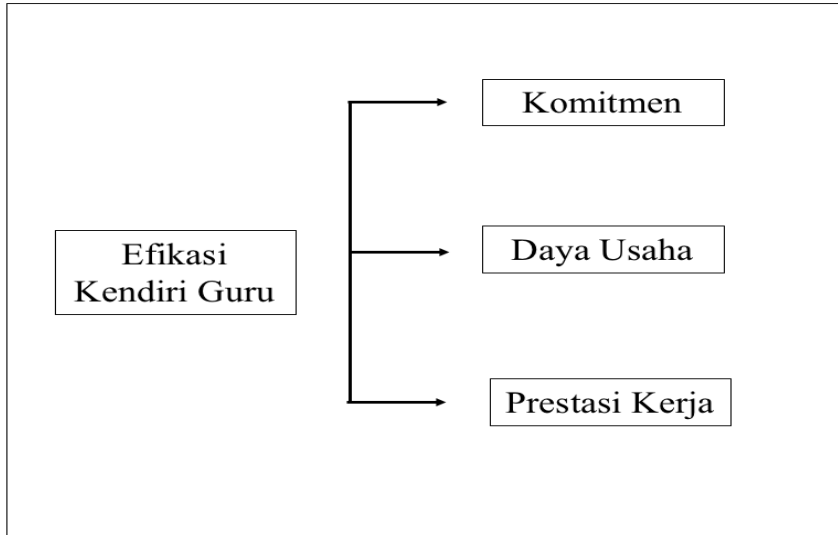 Komitmen
Efikasi
Kendiri Guru
Daya Usaha
Prestasi Kerja